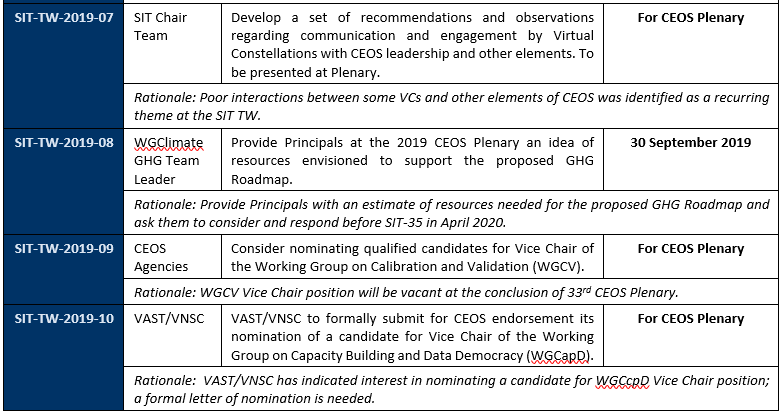 SIT-TW-2019-07
SIT Chair
Team
Develop a set of recommendations and observations
regarding communication and engagement by Virtual
Constellations with CEOS leadership and other elements. To
be presented at Plenary.
For CEOS Plenary
Rationale: Poor interactions between some VCs and other elements of CEOS was identified as a recurring
theme at the SIT TW.
SIT-TW-2019-08
WGClimate
GHG Team
Leader
Provide Principals at the 2019 CEOS Plenary an idea of
resources envisioned to support the proposed GHG
Roadmap.
30 September 2019
Rationale: Provide Principals with an estimate of resources needed for the proposed GHG Roadmap and
ask them to consider and respond before SIT-35 in April 2020.
SIT-TW-2019-09
CEOS
Agencies
Consider nominating qualified candidates for Vice Chair of
the Working Group on Calibration and Validation (WGCV).
For CEOS Plenary
Rationale: WGCV Vice Chair position will be vacant at the conclusion of 33rd CEOS Plenary.
SIT-TW-2019-10
VAST/VNSC
VAST/VNSC to formally submit for CEOS endorsement its
nomination of a candidate for Vice Chair of the Working
Group on Capacity Building and Data Democracy (WGCapD).
For CEOS Plenary
Rationale: VAST/VNSC has indicated interest in nominating a candidate for WGCcpD Vice Chair position;
a formal letter of nomination is needed.